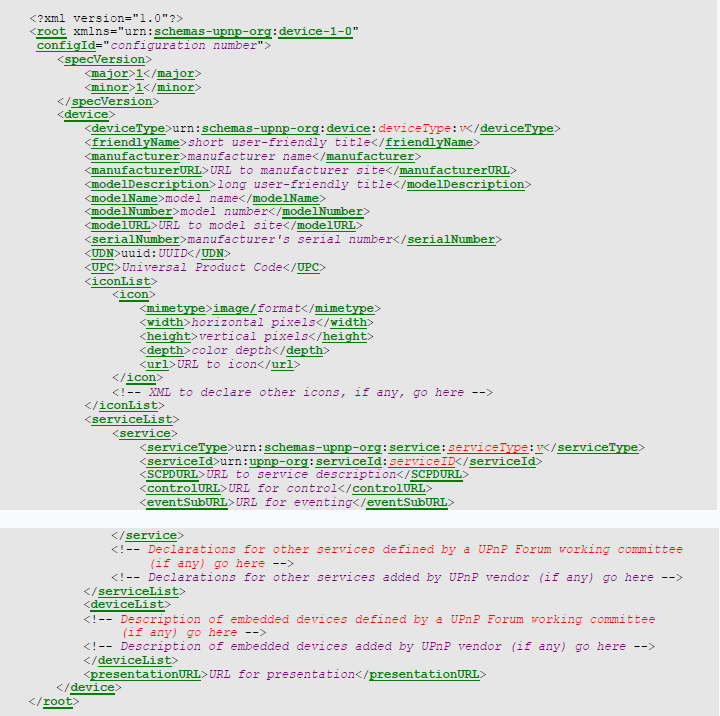 <?xml version="1.0"?>
<root xmlns="urn:schemas-upnp-org:device-1-0"
configId="configuration number">
<specVersion>
<major>1</major>
<minor>1</minor>
</specVersion>
<device>
<deviceType>urn:schemas-upnp-org:device:deviceType:v</deviceType>
<friendlyName>short user-friendly title</friendlyName>
<manufacturer>manufacturer name</manufacturer>
<manufacturerURL>URL to manufacturer site</manufacturerURL>
<modelDescription>long user-friendly title</modelDescription>
<modelName>model name</modelName>
<modelNumber>model number</modelNumber>
<modelURL>URL to model site</modelURL>
<serialNumber>manufacturer's serial number</serialNumber>
<UDN>uuid:UUID</UDN>
<UPC>Universal Product Code</UPC>
<iconList>
<icon>
<mimetype>image/format</mimetype>
<width>horizontal pixels</width>
<height>vertical pixels</height>
<depth>color depth</depth>
<url>URL to icon</url>
</icon>
<!-- XML to declare other icons, if any, go here -->
</iconList>
<serviceList>
<service>
<serviceType>urn:schemas-upnp-org:service:serviceType:v</serviceType>
<serviceId>urn:upnp-org:serviceId:serviceID</serviceId>
<SCPDURL>URL to service description</SCPDURL>
<controlURL>URL for control</controlURL>
<eventSubURL>URL for eventing</eventSubURL>
</service>
<!-- Declarations for other services defined by a UPnP Forum working committee
(if any) go here -->
<!-- Declarations for other services added by UPnP vendor (if any) go here -->
</serviceList>
<deviceList>
<!-- Description of embedded devices defined by a UPnP Forum working committee
(if any) go here -->
<!-- Description of embedded devices added by UPnP vendor (if any) go here -->
</deviceList>
<presentationURL>URL for presentation</presentationURL>
</device>
</root>